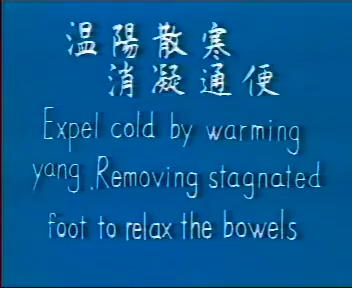 温陽散寒
消凝通便
Expel cold by warming
yang .Removing stagnated
foot to relax the bowels